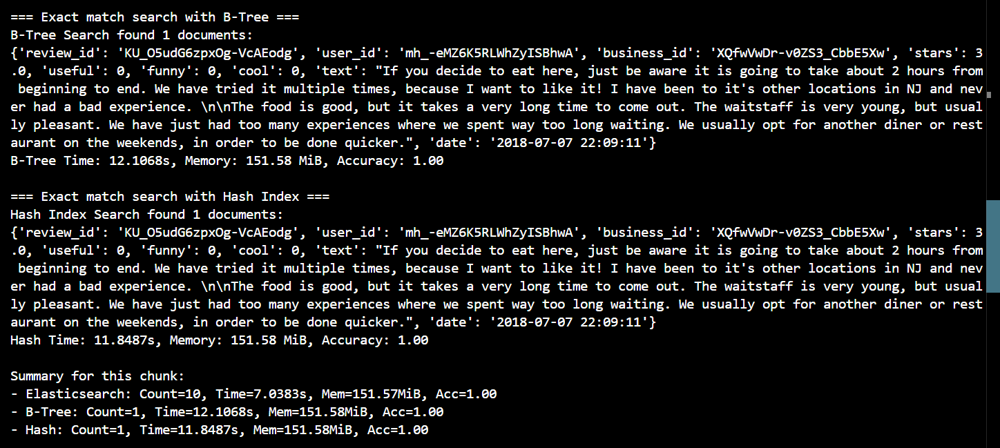 === Exact match search with B-Tree ===
B-Tree Search found 1 documents:
{'review_id': 'KU_O5udG6zpxOg-VcAEodg', 'user_id': 'mh_-eMZ6K5RLWhZyISBhwA', 'business_id': 'XQfwVwDr-v0ZS3_CbbE5Xw', 'stars': 3
.0, 'useful': 0, 'funny': 0, 'cool': 0, 'text': "If you decide to eat here, just be aware it is going to take about 2 hours from
 beginning to end. We have tried it multiple times, because I want to like it! I have been to it's other locations in NJ and nev
er had a bad experience. \n\nThe food is good, but it takes a very long time to come out. The waitstaff is very young, but usual
ly pleasant. We have just had too many experiences where we spent way too long waiting. We usually opt for another diner or rest
aurant on the weekends, in order to be done quicker.", 'date': '2018-07-07 22:09:11'}
B-Tree Time: 12.1068s, Memory: 151.58 MiB, Accuracy: 1.00

=== Exact match search with Hash Index ===
Hash Index Search found 1 documents:
{'review_id': 'KU_O5udG6zpxOg-VcAEodg', 'user_id': 'mh_-eMZ6K5RLWhZyISBhwA', 'business_id': 'XQfwVwDr-v0ZS3_CbbE5Xw', 'stars': 3
.0, 'useful': 0, 'funny': 0, 'cool': 0, 'text': "If you decide to eat here, just be aware it is going to take about 2 hours from
 beginning to end. We have tried it multiple times, because I want to like it! I have been to it's other locations in NJ and nev
er had a bad experience. \n\nThe food is good, but it takes a very long time to come out. The waitstaff is very young, but usual
ly pleasant. We have just had too many experiences where we spent way too long waiting. We usually opt for another diner or rest
aurant on the weekends, in order to be done quicker.", 'date': '2018-07-07 22:09:11'}
Hash Time: 11.8487s, Memory: 151.58 MiB, Accuracy: 1.00

Summary for this chunk:
- Elasticsearch: Count=10, Time=7.0383s, Mem=151.57MiB, Acc=1.00
- B-Tree: Count=1, Time=12.1068s, Mem=151.58MiB, Acc=1.00
- Hash: Count=1, Time=11.8487s, Mem=151.58MiB, Acc=1.00